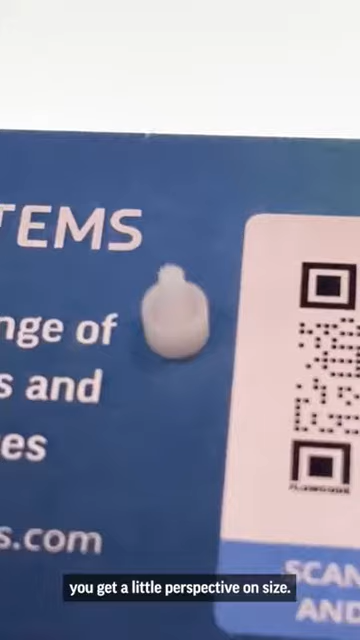 TEMS
nge of
s and
es
s.com
SCAN
AND
you get a little perspective on size.